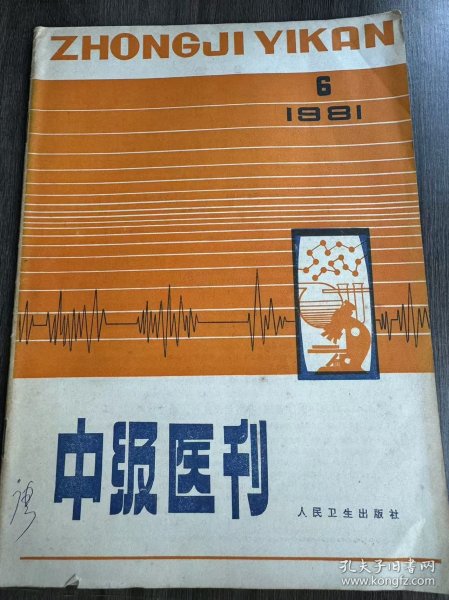 ZHONGJI YIKAN
6
1981
中级医刊
人民卫生出版社
孔夫子旧书网
www.kongfz.com